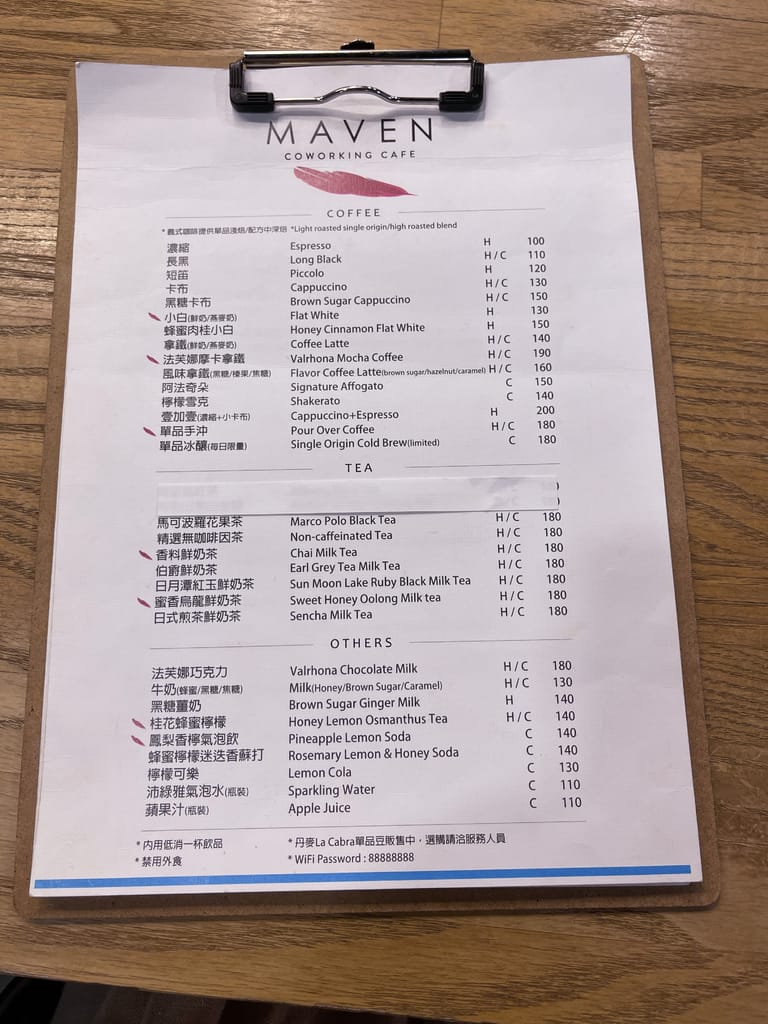 MAVEN
COWORKING CAFE
COFFEE
* 義式咖啡提供單品淺焙/配方中深焙 *Light roasted single origin/high roasted blend
濃縮 Espresso H 100
長黑 Long Black H / C 110
短笛 Piccolo H 120
卡布 Cappuccino H / C 130
黑糖卡布 Brown Sugar Cappuccino H / C 150
小白(鮮奶/燕麥奶) Flat White H 130
蜂蜜肉桂小白 Honey Cinnamon Flat White H 150
拿鐵(鮮奶/燕麥奶) Coffee Latte H / C 140
法芙娜摩卡拿鐵 Valrhona Mocha Coffee H / C 190
風味拿鐵(黑糖/榛果/焦糖) Flavor Coffee Latte(brown sugar/hazelnut/caramel) H / C 160
阿法奇朵 Signature Affogato C 150
檸檬雪克 Shakerato C 140
壹加壹(濃縮+小卡布) Cappuccino+Espresso H 200
單品手沖 Pour Over Coffee H / C 180
單品冰釀(每日限量) Single Origin Cold Brew(limited) C 180
TEA
馬可波羅花果茶 Marco Polo Black Tea H / C 180
精選無咖啡因茶 Non-caffeinated Tea H / C 180
香料鮮奶茶 Chai Milk Tea H / C 180
伯爵鮮奶茶 Earl Grey Tea Milk Tea H / C 180
日月潭紅玉鮮奶茶 Sun Moon Lake Ruby Black Milk Tea H / C 180
蜜香烏龍鮮奶茶 Sweet Honey Oolong Milk tea H / C 180
日式煎茶鮮奶茶 Sencha Milk Tea H / C 180
OTHERS
法芙娜巧克力 Valrhona Chocolate Milk H / C 180
牛奶(蜂蜜/黑糖/焦糖) Milk(Honey/Brown Sugar/Caramel) H / C 130
黑糖薑奶 Brown Sugar Ginger Milk H 140
桂花蜂蜜檸檬 Honey Lemon Osmanthus Tea H / C 140
鳳梨香檸氣泡飲 Pineapple Lemon Soda C 140
蜂蜜檸檬迷迭香蘇打 Rosemary Lemon & Honey Soda C 140
檸檬可樂 Lemon Cola C 130
沛綠雅氣泡水(瓶裝) Sparkling Water C 110
蘋果汁(瓶裝) Apple Juice C 110
* 內用低消一杯飲品 * 丹麥La Cabra單品豆販售中，選購請洽服務人員
* 禁用外食 * WiFi Password : 88888888